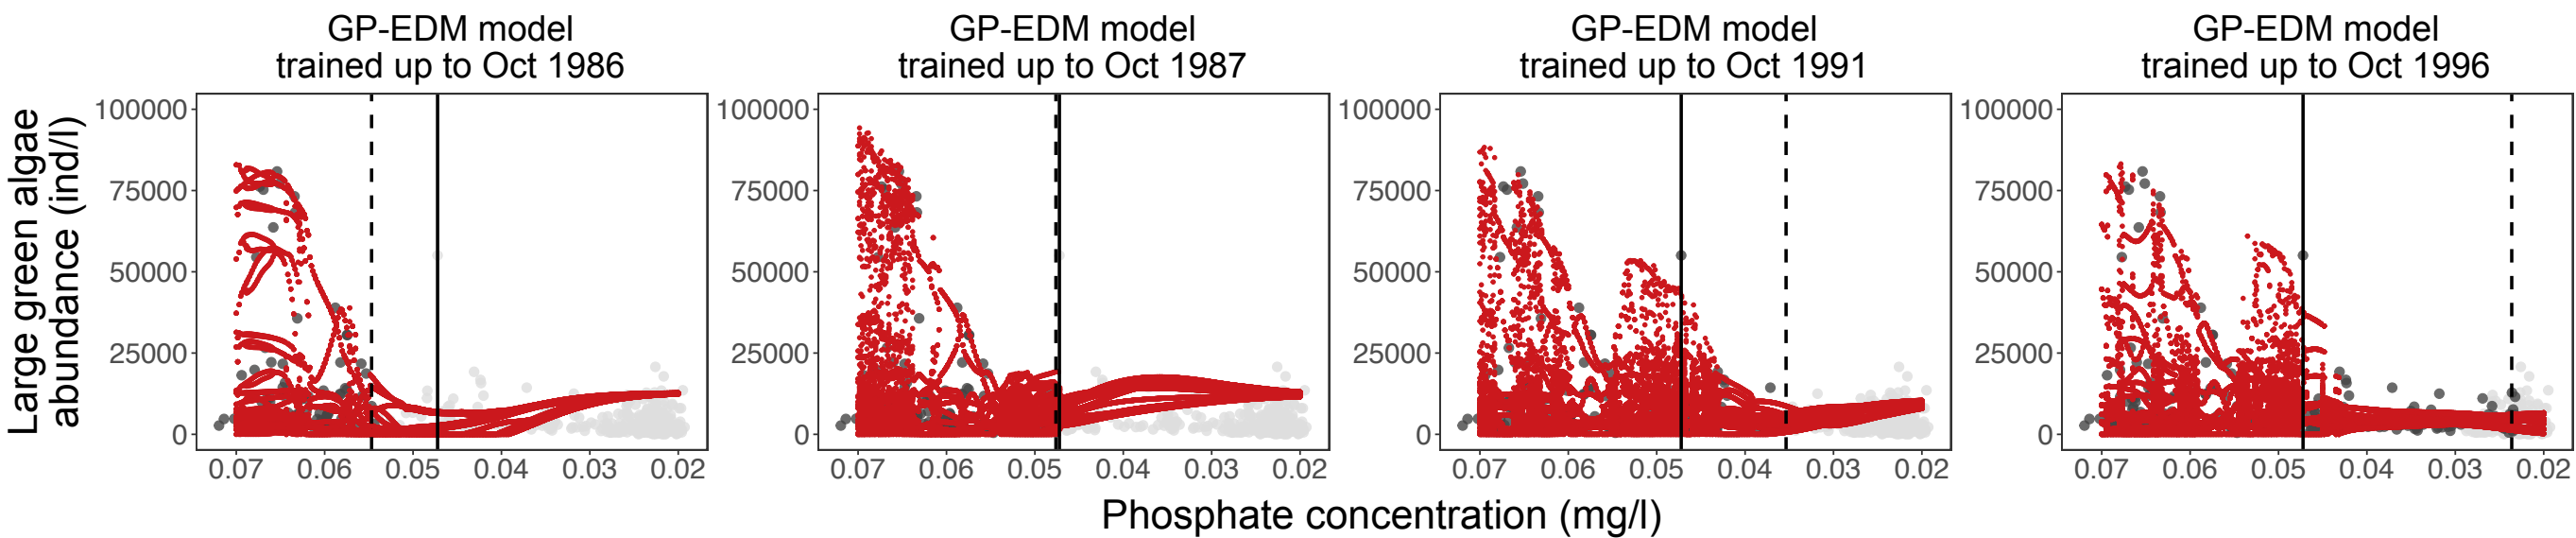 GP-EDM model
trained up to Oct 1986
GP-EDM model
trained up to Oct 1987
GP-EDM model
trained up to Oct 1991
GP-EDM model
trained up to Oct 1996
Large green algae
abundance (ind/l)
100000
75000
50000
25000
0
0.07 0.06 0.05 0.04 0.03 0.02
100000
75000
50000
25000
0
0.07 0.06 0.05 0.04 0.03 0.02
100000
75000
50000
25000
0
0.07 0.06 0.05 0.04 0.03 0.02
100000
75000
50000
25000
0
0.07 0.06 0.05 0.04 0.03 0.02
Phosphate concentration (mg/l)